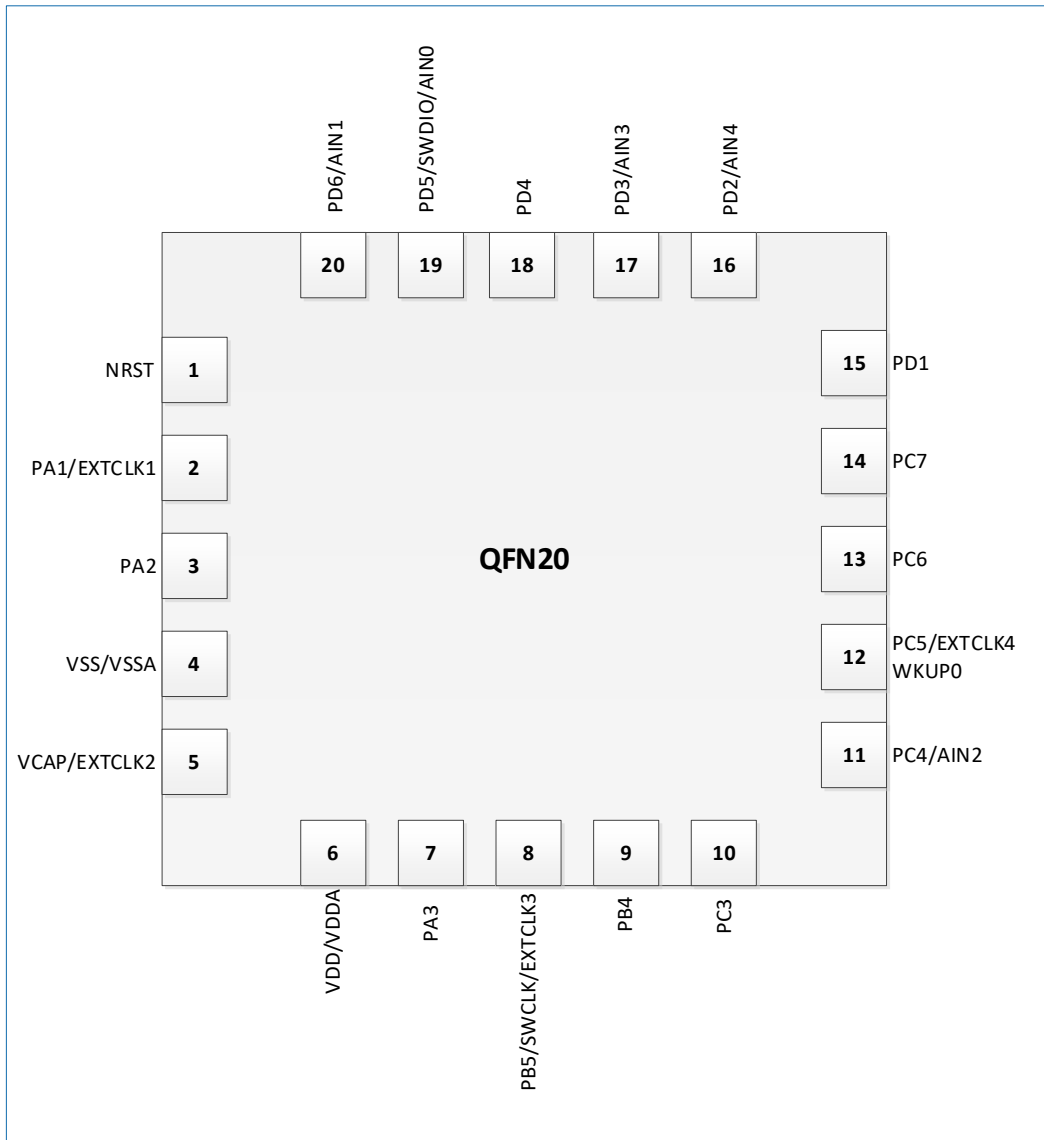 PD6/AIN1
PD5/SWDIO/AIN0
PD4
PD3/AIN3
PD2/AIN4
20
19
18
17
16
NRST
1
15
PD1
PA1/EXTCLK1
2
14
PC7
PA2
3
QFN20
13
PC6
VSS/VSSA
4
12
PC5/EXTCLK4
WKUP0
VCAP/EXTCLK2
5
11
PC4/AIN2
6
7
8
9
10
VDD/VDDA
PA3
PB5/SWCLK/EXTCLK3
PB4
PC3